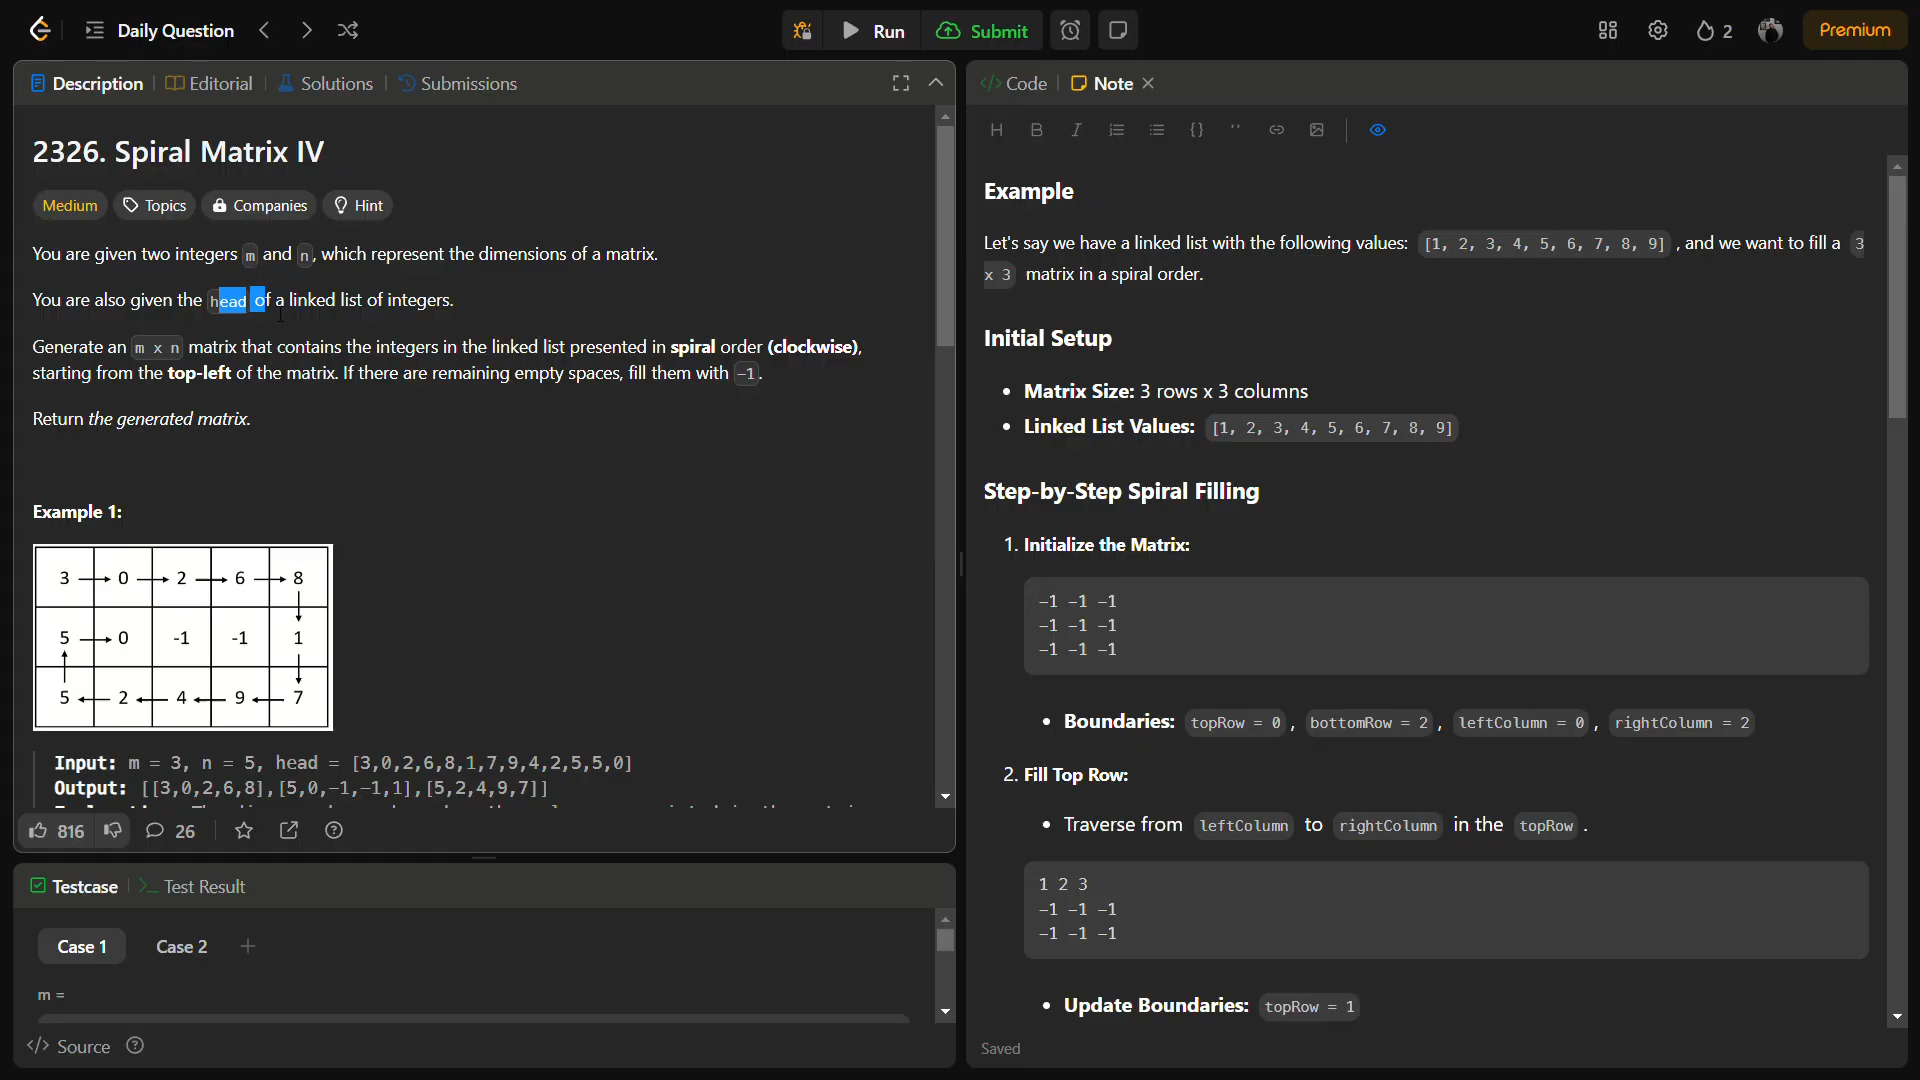 Daily Question
Run
Submit
2
Premium
Description
Editorial
Solutions
Submissions
2326. Spiral Matrix IV
Medium
Topics
Companies
Hint
You are given two integers m and n, which represent the dimensions of a matrix.
You are also given the head of a linked list of integers.
Generate an m x n matrix that contains the integers in the linked list presented in spiral order (clockwise),
starting from the top-left of the matrix. If there are remaining empty spaces, fill them with -1.
Return the generated matrix.
Example 1:
3 0 2 6 8
5 0 -1 -1 1
5 2 4 9 7
Input: m = 3, n = 5, head = [3,0,2,6,8,1,7,9,4,2,5,5,0]
Output: [[3,0,2,6,8],[5,0,-1,-1,1],[5,2,4,9,7]]
816
26
Testcase
Test Result
Case 1
Case 2
m =
Source
Code
Note
H B I {} "
Example
Let's say we have a linked list with the following values: [1, 2, 3, 4, 5, 6, 7, 8, 9] , and we want to fill a 3
x 3 matrix in a spiral order.
Initial Setup
• Matrix Size: 3 rows x 3 columns
• Linked List Values: [1, 2, 3, 4, 5, 6, 7, 8, 9]
Step-by-Step Spiral Filling
1. Initialize the Matrix:
-1 -1 -1
-1 -1 -1
-1 -1 -1
• Boundaries: topRow = 0 , bottomRow = 2 , leftColumn = 0 , rightColumn = 2
2. Fill Top Row:
• Traverse from leftColumn to rightColumn in the topRow .
1 2 3
-1 -1 -1
-1 -1 -1
• Update Boundaries: topRow = 1
Saved